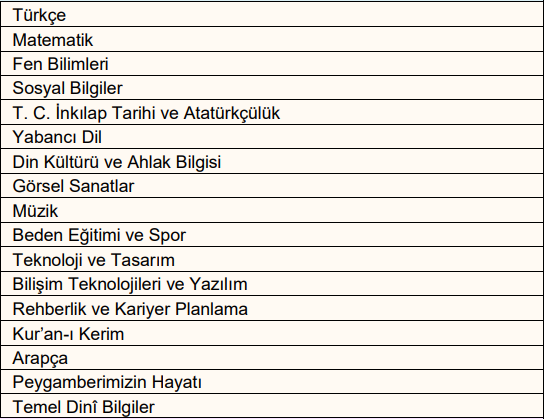 Türkçe
Matematik
Fen Bilimleri
Sosyal Bilgiler
T. C. İnkılap Tarihi ve Atatürkçülük
Yabancı Dil
Din Kültürü ve Ahlak Bilgisi
Görsel Sanatlar
Müzik
Beden Eğitimi ve Spor
Teknoloji ve Tasarım
Bilişim Teknolojileri ve Yazılım
Rehberlik ve Kariyer Planlama
Kur’an-ı Kerim
Arapça
Peygamberimizin Hayatı
Temel Dinî Bilgiler